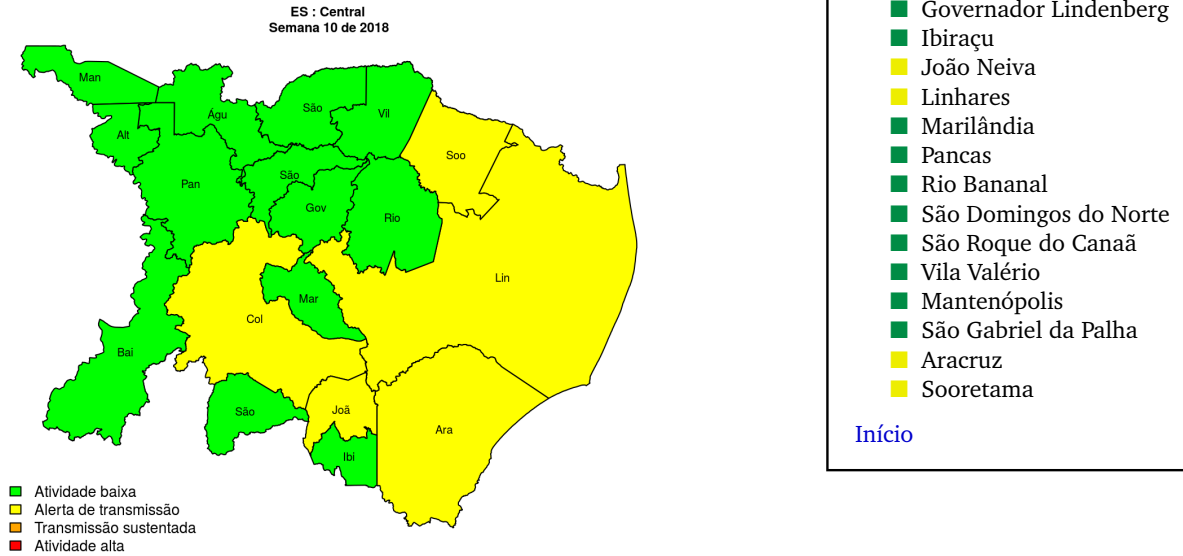 ES : Central
Semana 10 de 2018
Man
Águ
São
Vil
Alt
Soo
São
Pan
Gov
Rio
Lin
Mar
Col
Bai
São
Joã
Ara
Ibi
Atividade baixa
Alerta de transmissão
Transmissão sustentada
Atividade alta
Governador Lindenberg
Ibiraçu
João Neiva
Linhares
Marilândia
Pancas
Rio Bananal
São Domingos do Norte
São Roque do Canaã
Vila Valério
Mantenópolis
São Gabriel da Palha
Aracruz
Sooretama
Início